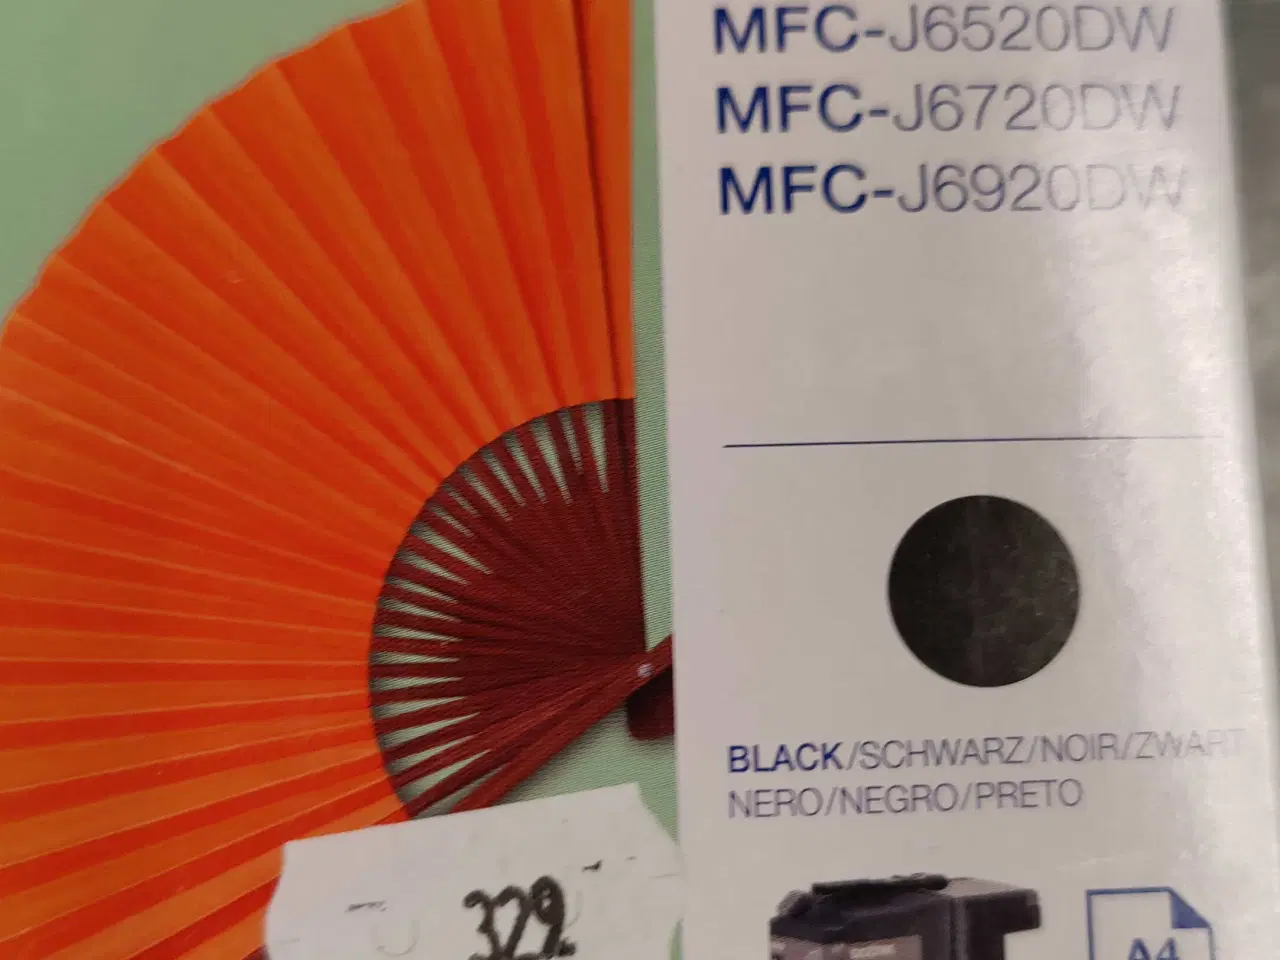 MFC-J6520DW
MFC-J6720DW
MFC-J6920DW
BLACK/SCHWARZ/NOIR/ZWART
NERO/NEGRO/PRETO
329
A4